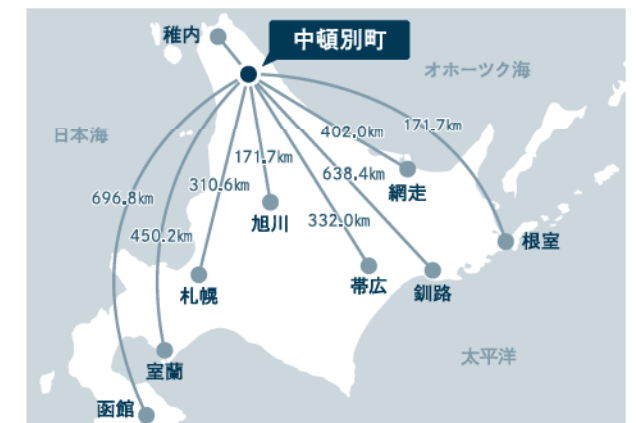 稚内
中頓別町
オホーツク海
日本海
402.0km
171.7km
171.7km
310.6km
638.4km
696.8km
網走
旭川
332.0km
450.2km
根室
札幌
帯広
釧路
太平洋
室蘭
函館